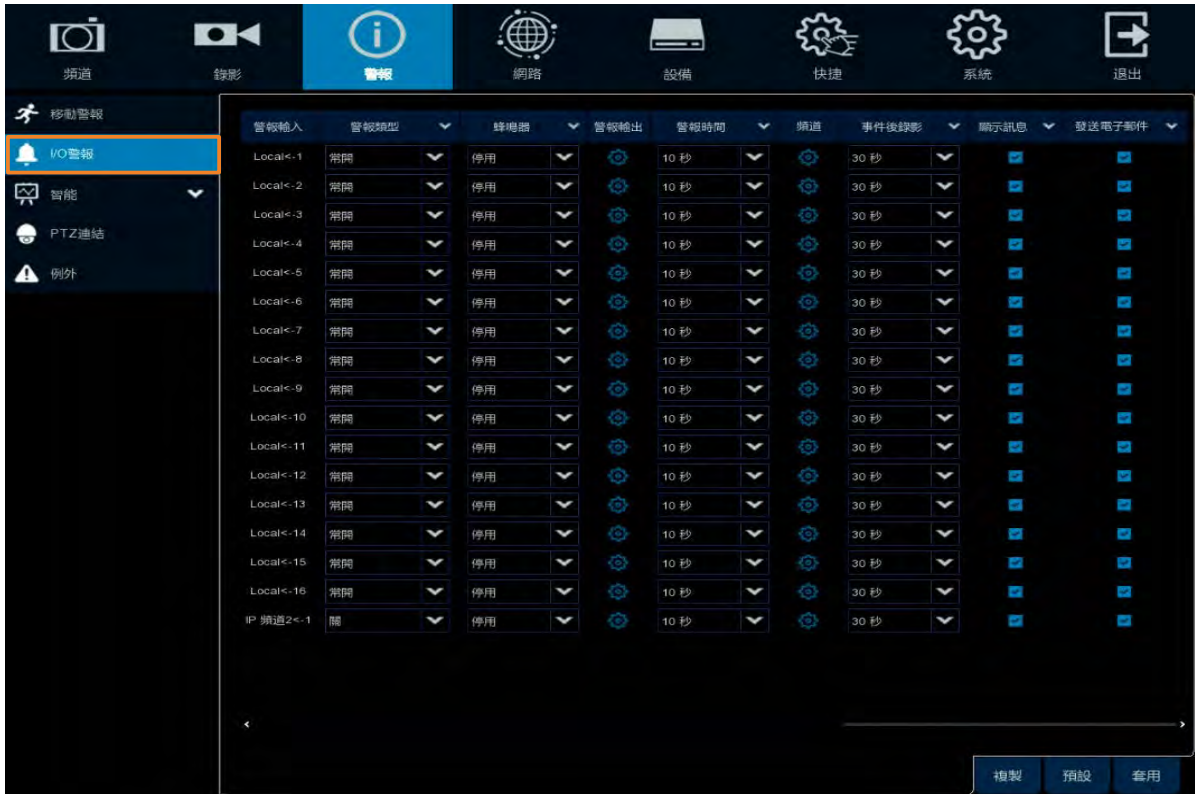 頻道 錄影 警報 網路 設備 快捷 系統 退出
移動警報
I/O警報
智能
PTZ連結
例外
警報輸入 警報類型 蜂鳴器 警報輸出 警報時間 頻道 事件後錄影 顯示訊息 發送電子郵件
Local<-1 常開 停用 10 秒 30 秒
Local<-2 常開 停用 10 秒 30 秒
Local<-3 常開 停用 10 秒 30 秒
Local<-4 常開 停用 10 秒 30 秒
Local<-5 常開 停用 10 秒 30 秒
Local<-6 常開 停用 10 秒 30 秒
Local<-7 常開 停用 10 秒 30 秒
Local<-8 常開 停用 10 秒 30 秒
Local<-9 常開 停用 10 秒 30 秒
Local<-10 常開 停用 10 秒 30 秒
Local<-11 常開 停用 10 秒 30 秒
Local<-12 常開 停用 10 秒 30 秒
Local<-13 常開 停用 10 秒 30 秒
Local<-14 常開 停用 10 秒 30 秒
Local<-15 常開 停用 10 秒 30 秒
Local<-16 常開 停用 10 秒 30 秒
IP 頻道2<-1 關 停用 10 秒 30 秒
複製 預設 套用